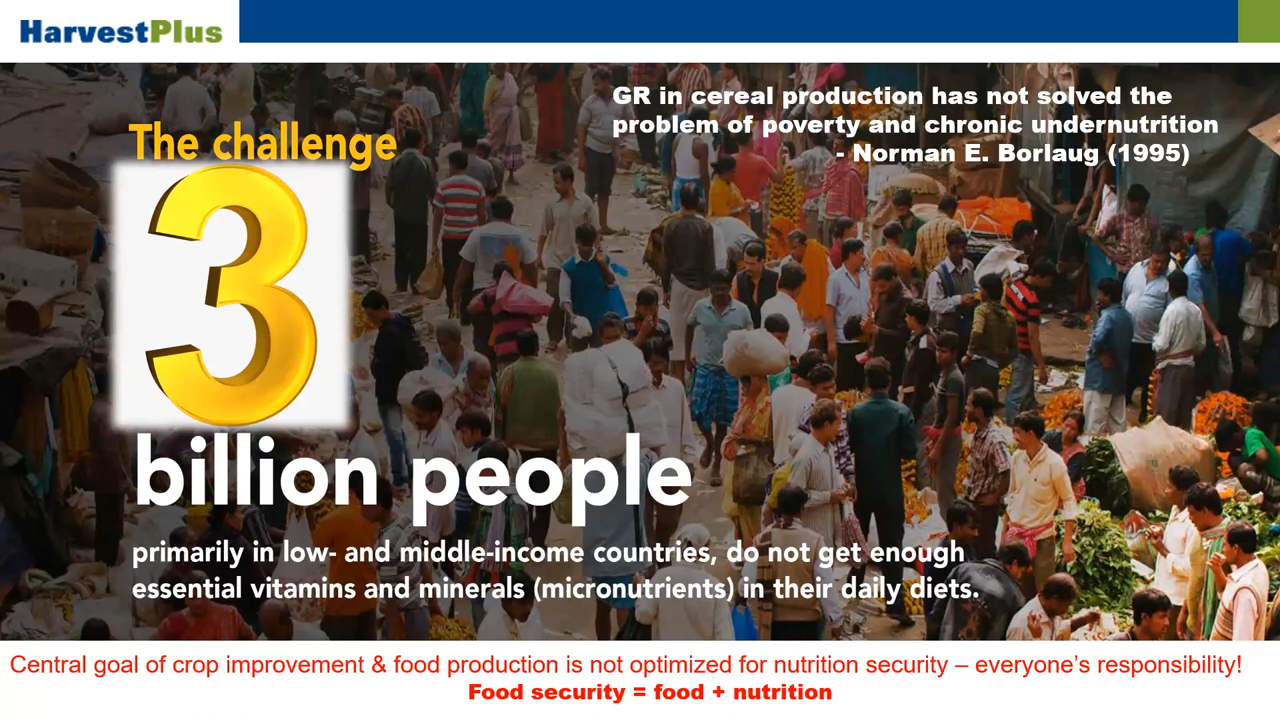 HarvestPlus
GR in cereal production has not solved the
problem of poverty and chronic undernutrition
- Norman E. Borlaug (1995)
The challenge
3
billion people
primarily in low- and middle-income countries, do not get enough
essential vitamins and minerals (micronutrients) in their daily diets.
Central goal of crop improvement & food production is not optimized for nutrition security – everyone’s responsibility!
Food security = food + nutrition